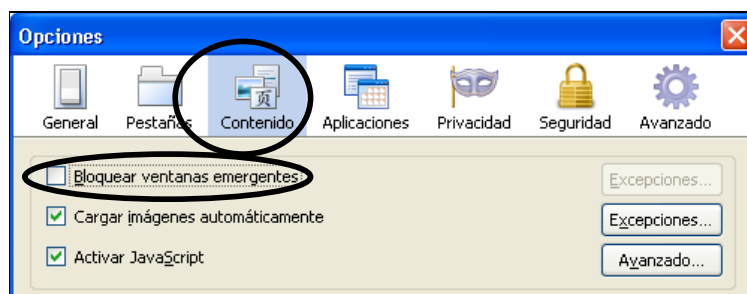 Opciones
General Pestañas Contenido Aplicaciones Privacidad Seguridad Avanzado
页
Bloquear ventanas emergentes Excepciones...
Cargar imágenes automáticamente Excepciones...
Activar JavaScript Avanzado...